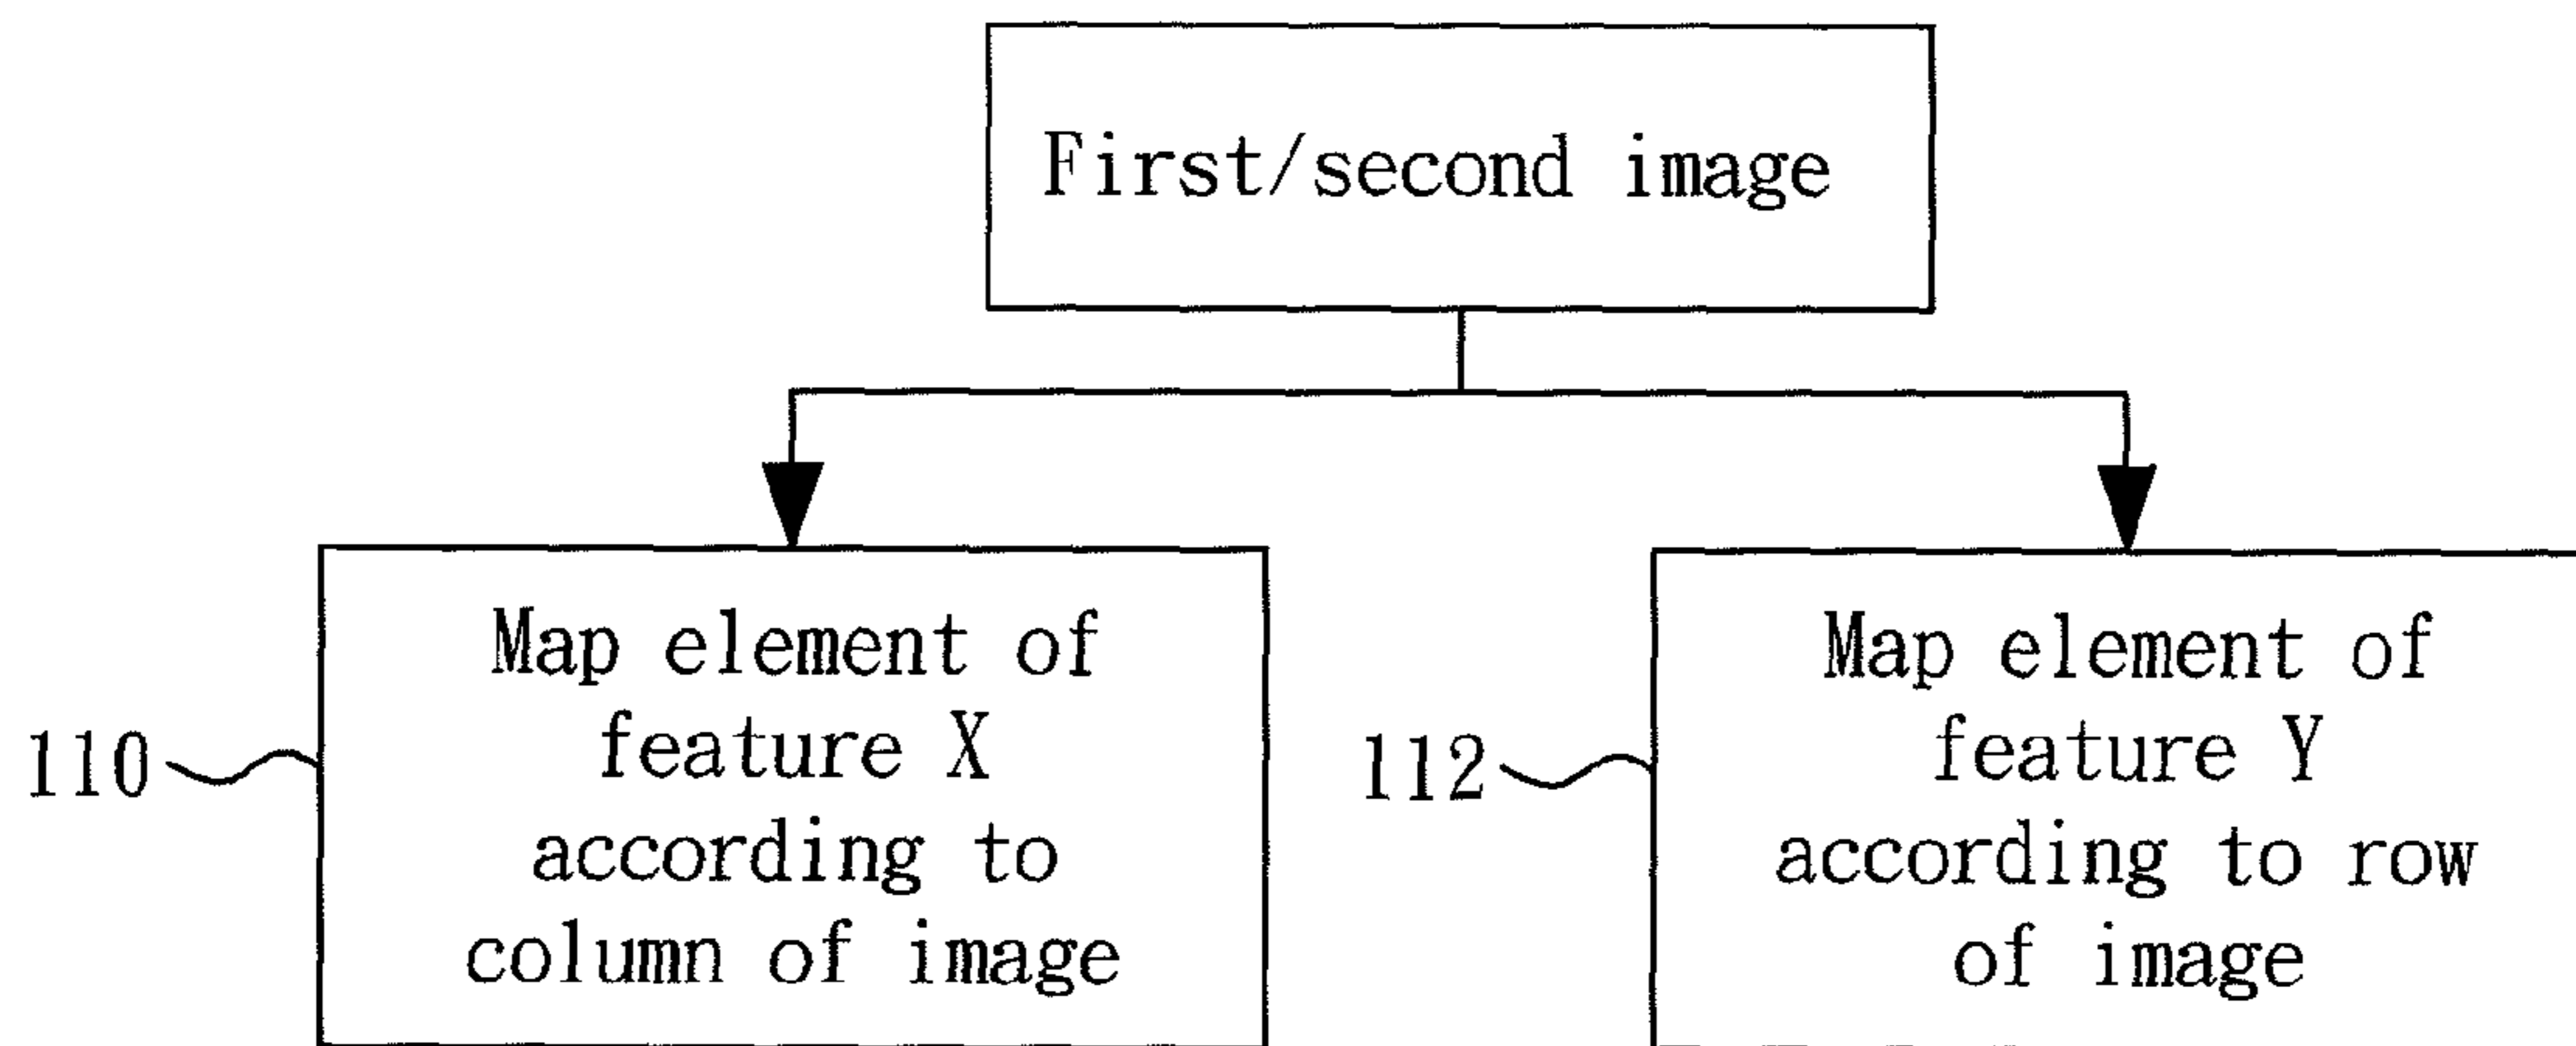 First/second image
110
Map element of
feature X
according to
column of image
112
Map element of
feature Y
according to row
of image